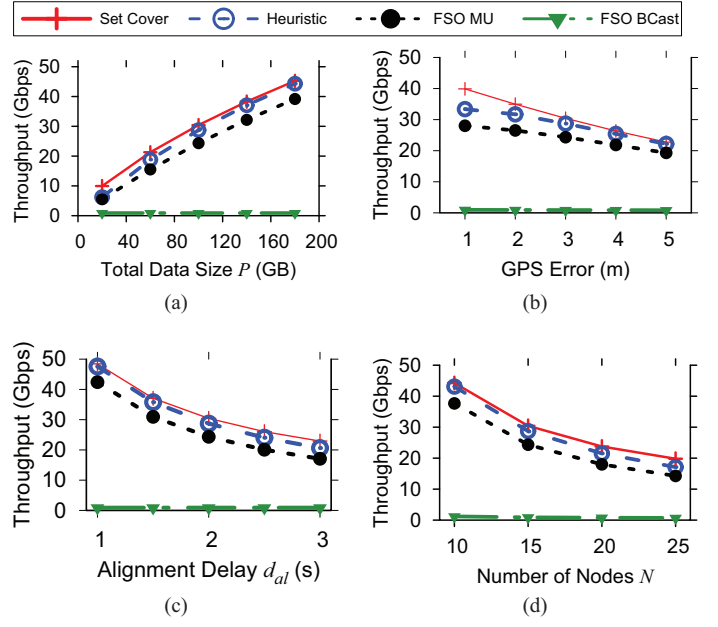 Set Cover Heuristic FSO MU FSO BCast
Throughput (Gbps)
50
40
30
20
10
0
0 40 80 120 160 200
Total Data Size P (GB)
(a)
Throughput (Gbps)
50
40
30
20
10
0
1 2 3 4 5
GPS Error (m)
(b)
Throughput (Gbps)
50
40
30
20
10
0
1 2 3
Alignment Delay d_al (s)
(c)
Throughput (Gbps)
50
40
30
20
10
0
10 15 20 25
Number of Nodes N
(d)